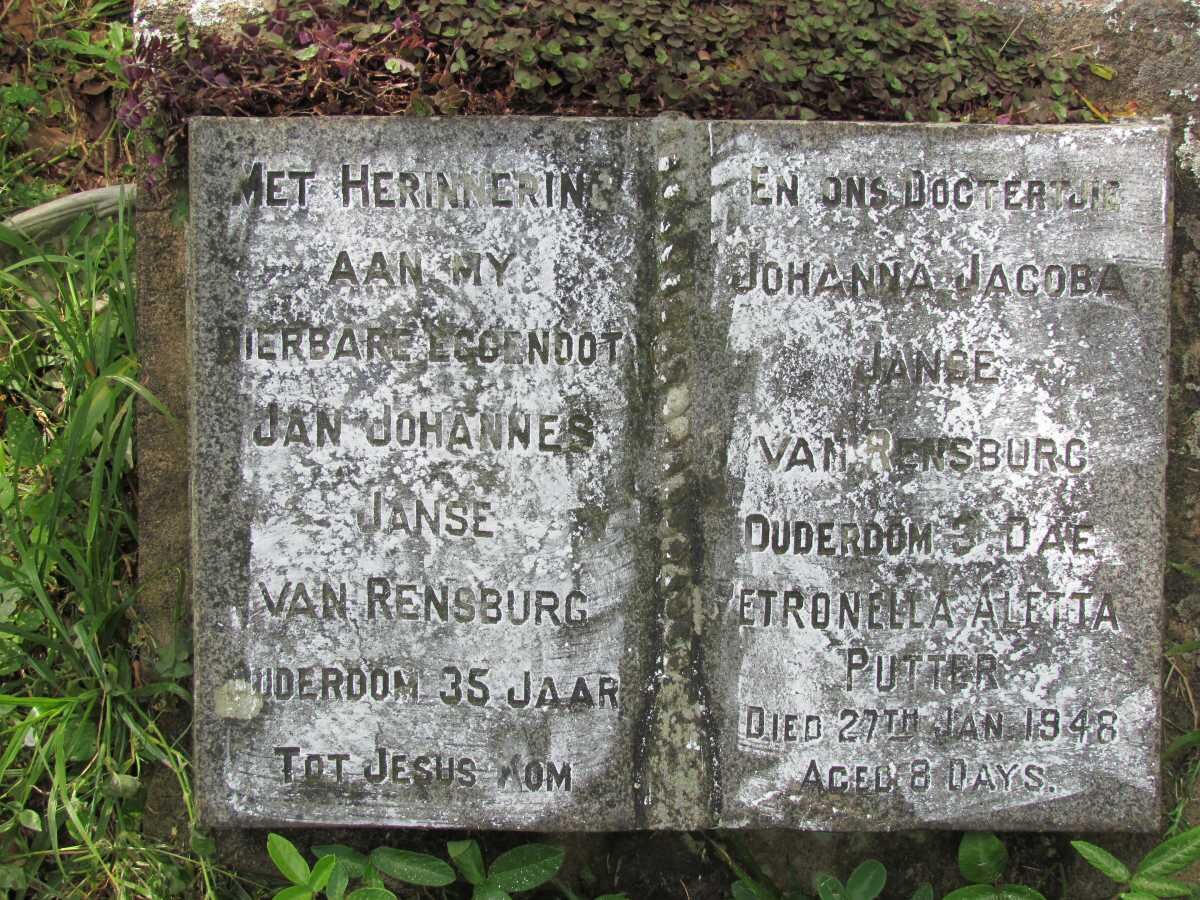 MET HERINNERING
AAN MY
DIERBARE EGGENOOT
JAN JOHANNES
JANSE
VAN RENSBURG
OUDERDOM 35 JAAR
TOT JESUS KOM
EN ONS DOCTERTJIE
JOHANNA JACOBA
JANSE
VAN RENSBURG
OUDERDOM 3 DAE
PETRONELLA ALETTA
PUTTER
DIED 27TH JAN. 1948
AGED 8 DAYS.